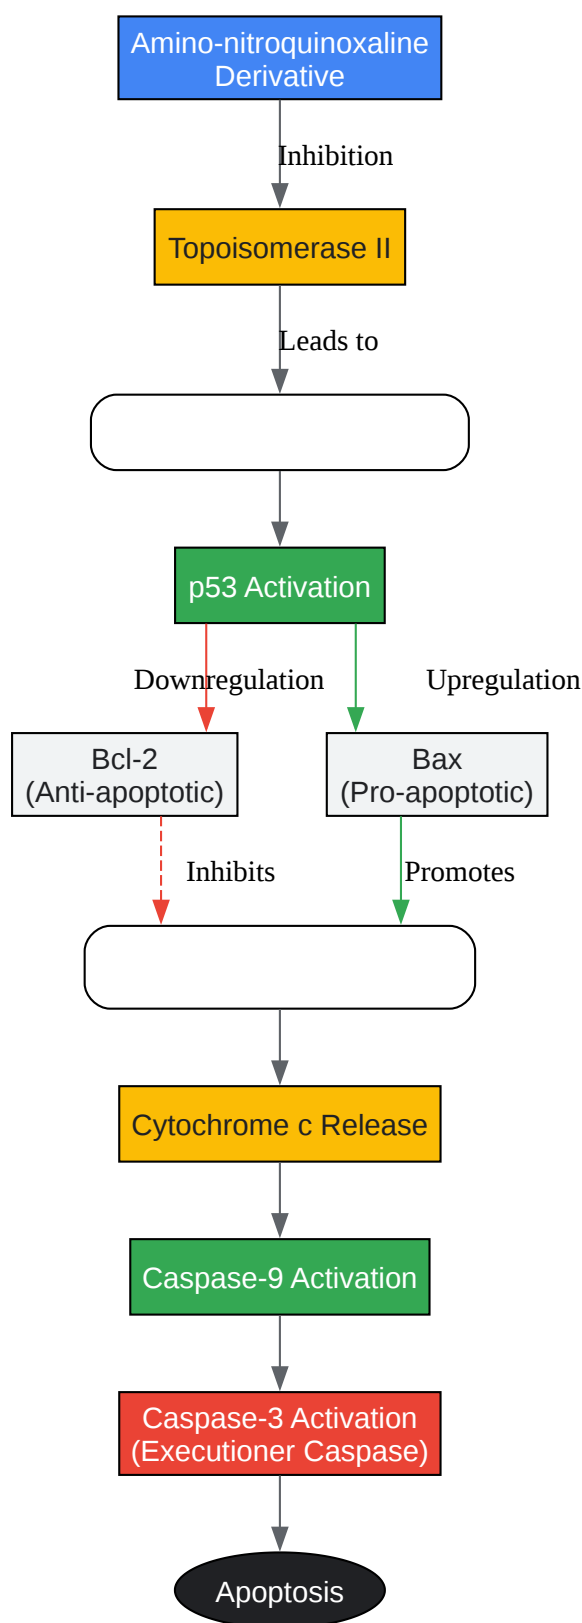 Amino-nitroquinoxaline
Derivative
Inhibition
Topoisomerase II
Leads to
p53 Activation
Downregulation
Upregulation
Bcl-2
(Anti-apoptotic)
Bax
(Pro-apoptotic)
Inhibits
Promotes
Cytochrome c Release
Caspase-9 Activation
Caspase-3 Activation
(Executioner Caspase)
Apoptosis